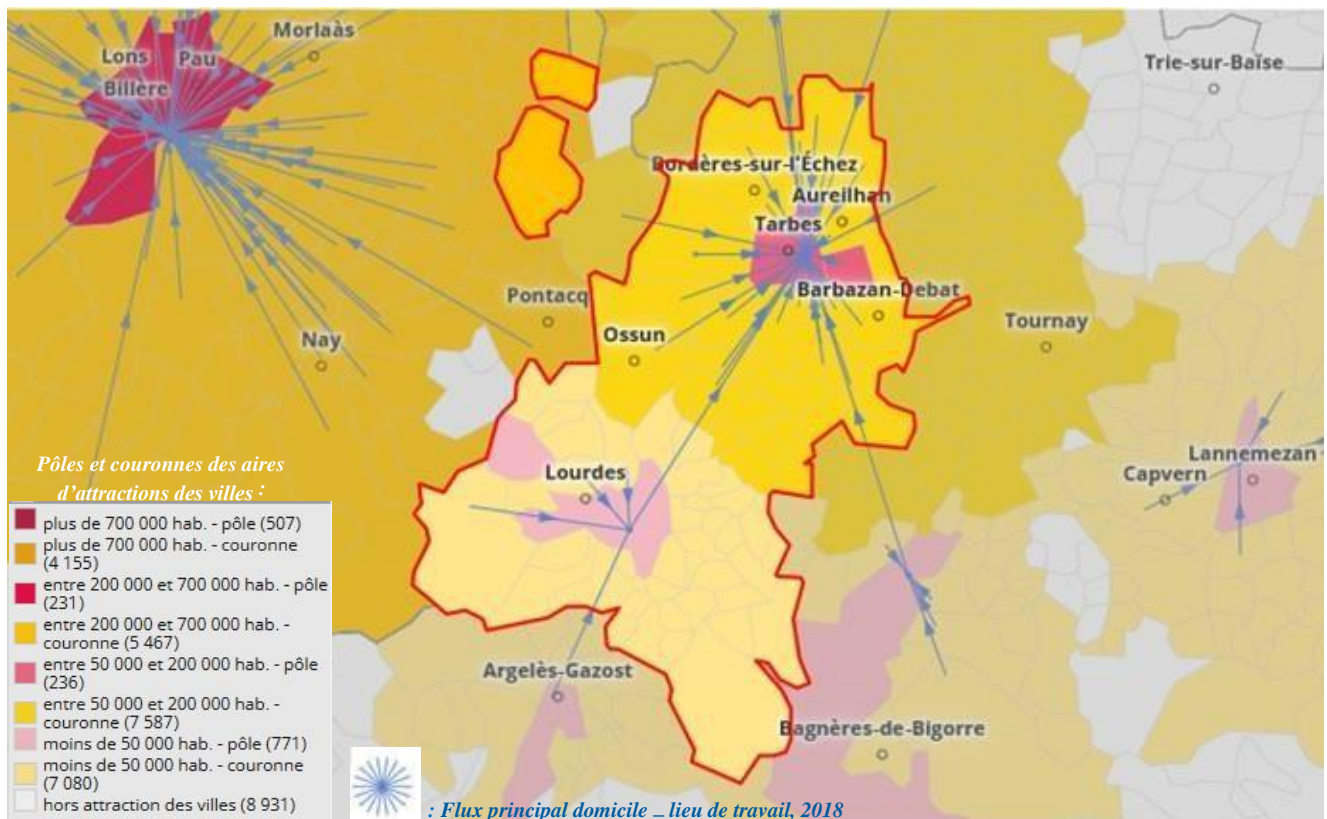 Morlaàs
Lons
Pau
Billère
Trie-sur-Baïse
Bordères-sur-l'Échez
Aureilhan
Tarbes
Pontacq
Barbazan-Debat
Nay
Ossun
Tournay
Lourdes
Lannemezan
Capvern
Argelès-Gazost
Bagnères-de-Bigorre
Pôles et couronnes des aires
d'attractions des villes :
plus de 700 000 hab. - pôle (507)
plus de 700 000 hab. - couronne
(4 155)
entre 200 000 et 700 000 hab. - pôle
(231)
entre 200 000 et 700 000 hab. -
couronne (5 467)
entre 50 000 et 200 000 hab. - pôle
(236)
entre 50 000 et 200 000 hab. -
couronne (7 587)
moins de 50 000 hab. - pôle (771)
moins de 50 000 hab. - couronne
(7 080)
hors attraction des villes (8 931)
: Flux principal domicile _ lieu de travail, 2018